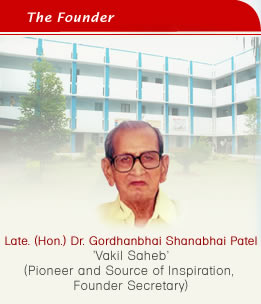 The Founder
Late. (Hon.) Dr. Gordhanbhai Shanabhai Patel
'Vakil Saheb'
(Pioneer and Source of Inspiration,
Founder Secretary)